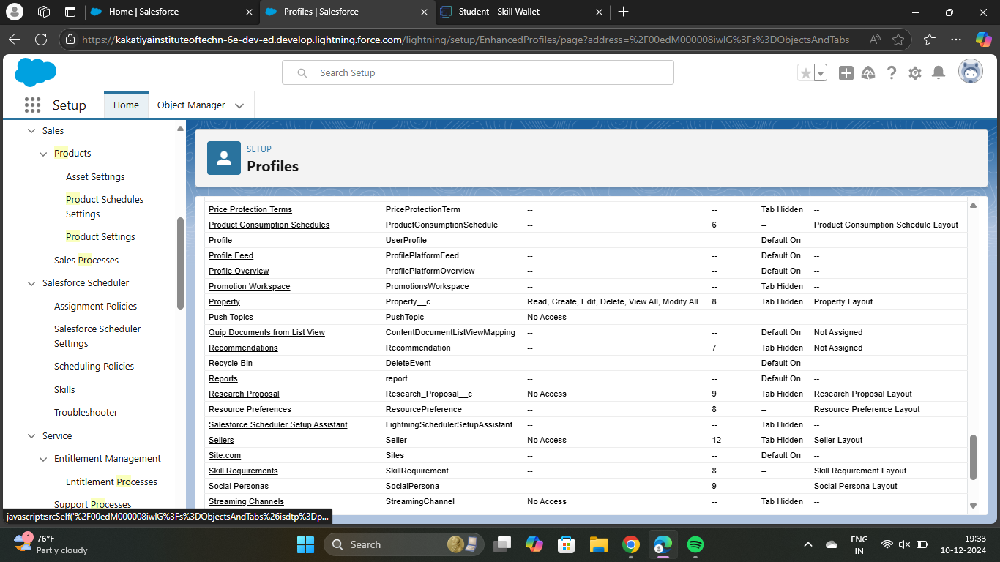 Home | Salesforce
Profiles | Salesforce
Student - Skill Wallet
https://kakatiyainstituteoftechn-6e-dev-ed.develop.lightning.force.com/lightning/setup/EnhancedProfiles/page?address=%2F00edM000008iwlG%3Fs%3DObjectsAndTabs
Search Setup
Setup
Home
Object Manager
Sales
Products
Asset Settings
Product Schedules
Settings
Product Settings
Sales Processes
Salesforce Scheduler
Assignment Policies
Salesforce Scheduler
Settings
Scheduling Policies
Skills
Troubleshooter
Service
Entitlement Management
Entitlement Processes
Support Processes
SETUP
Profiles
Price Protection Terms PriceProtectionTerm -- -- Tab Hidden --
Product Consumption Schedules ProductConsumptionSchedule -- 6 -- Product Consumption Schedule Layout
Profile UserProfile -- -- Default On --
Profile Feed ProfilePlatformFeed -- -- Default On --
Profile Overview ProfilePlatformOverview -- -- Default On --
Promotion Workspace PromotionsWorkspace -- -- Tab Hidden --
Property Property__c Read, Create, Edit, Delete, View All, Modify All 8 Tab Hidden Property Layout
Push Topics PushTopic No Access -- -- --
Quip Documents from List View ContentDocumentListViewMapping -- -- Default On Not Assigned
Recommendations Recommendation -- 7 Tab Hidden Not Assigned
Recycle Bin DeleteEvent -- -- Default On --
Reports report -- -- Default On --
Research Proposal Research_Proposal__c No Access 9 Tab Hidden Research Proposal Layout
Resource Preferences ResourcePreference -- 8 -- Resource Preference Layout
Salesforce Scheduler Setup Assistant LightningSchedulerSetupAssistant -- -- Tab Hidden --
Sellers Seller No Access 12 Tab Hidden Seller Layout
Site.com Sites -- -- Default On --
Skill Requirements SkillRequirement -- 8 -- Skill Requirement Layout
Social Personas SocialPersona -- 9 -- Social Persona Layout
Streaming Channels StreamingChannel No Access -- Tab Hidden --
javascript:srcSelf('%2F00edM000008iwlG%3Fs%3DObjectsAndTabs%26isdtp%3Dp...
1
76°F
Partly cloudy
Search
ENG
IN
19:33
10-12-2024